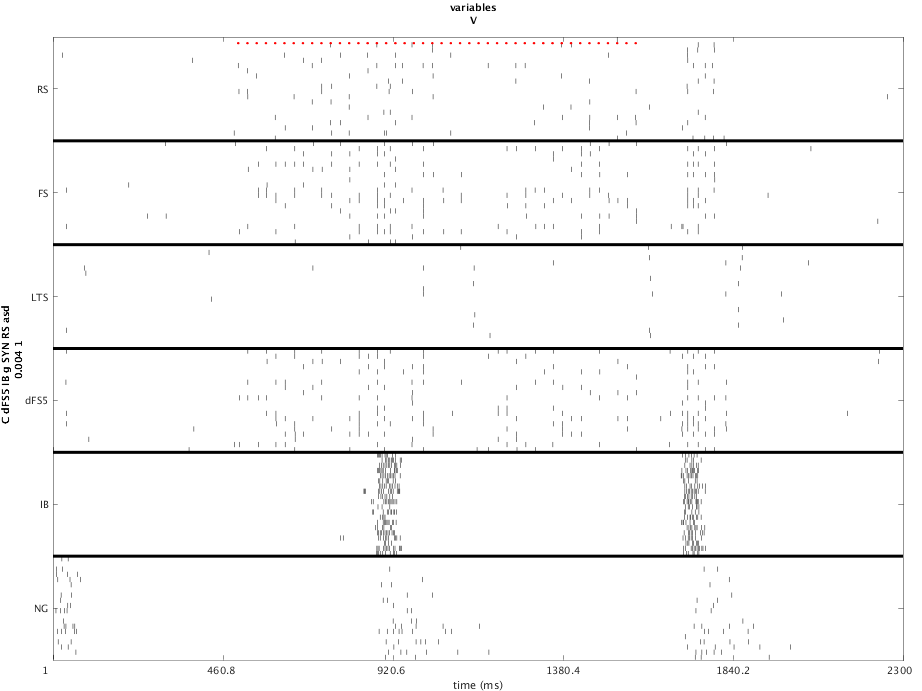 variables
V
RS
FS
LTS
dFS5
IB
NG
C dFS5 IB g SYN RS asd
0.004 1
1 460.8 920.6 1380.4 1840.2 2300
time (ms)